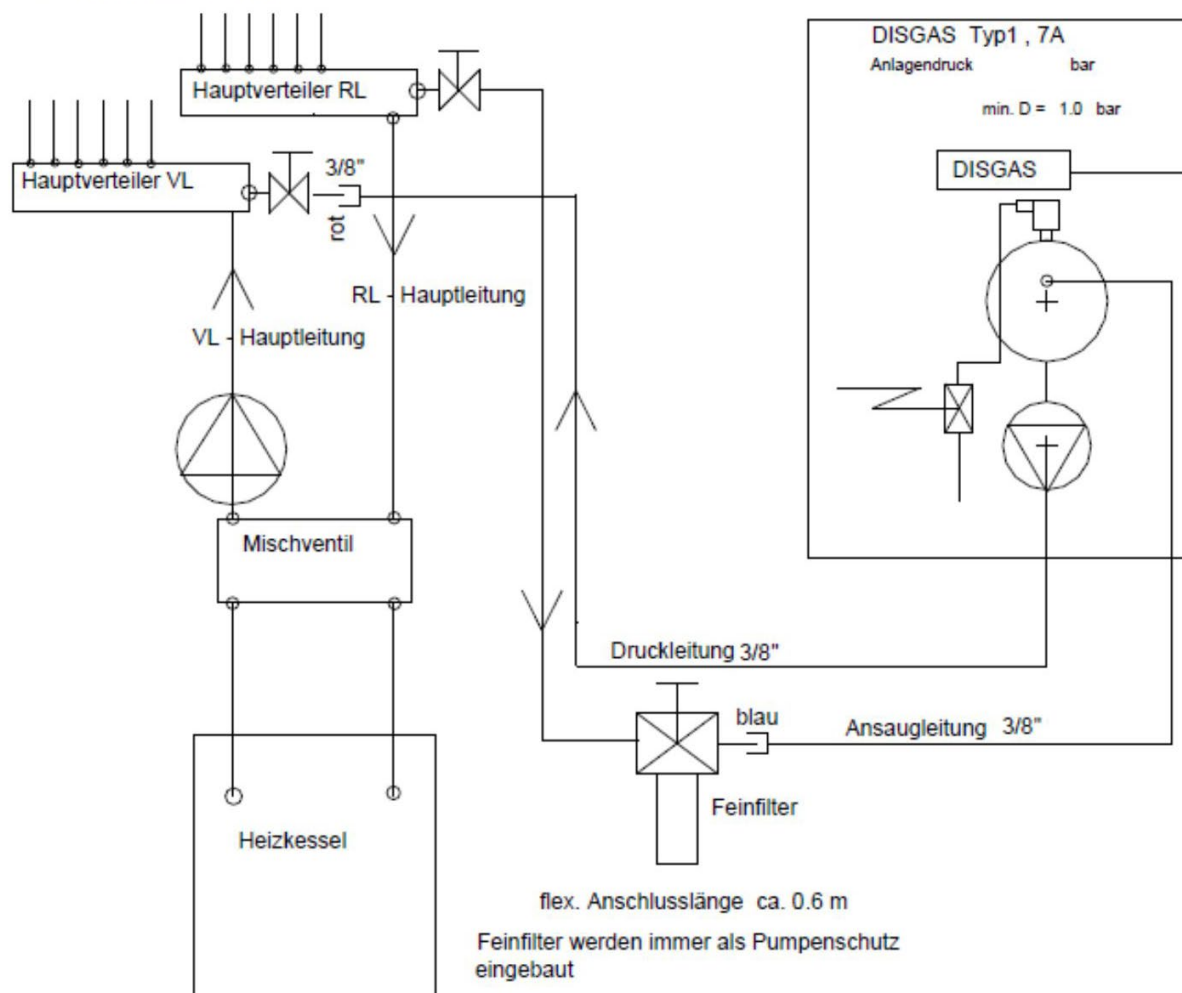 DISGAS Typ1 , 7A
Anlagendruck bar
min. D = 1.0 bar
DISGAS
Hauptverteiler RL
Hauptverteiler VL
3/8"
rot
RL - Hauptleitung
VL - Hauptleitung
Mischventil
Druckleitung 3/8"
blau
Ansaugleitung 3/8"
Feinfilter
Heizkessel
flex. Anschlusslänge ca. 0.6 m
Feinfilter werden immer als Pumpenschutz
eingebaut